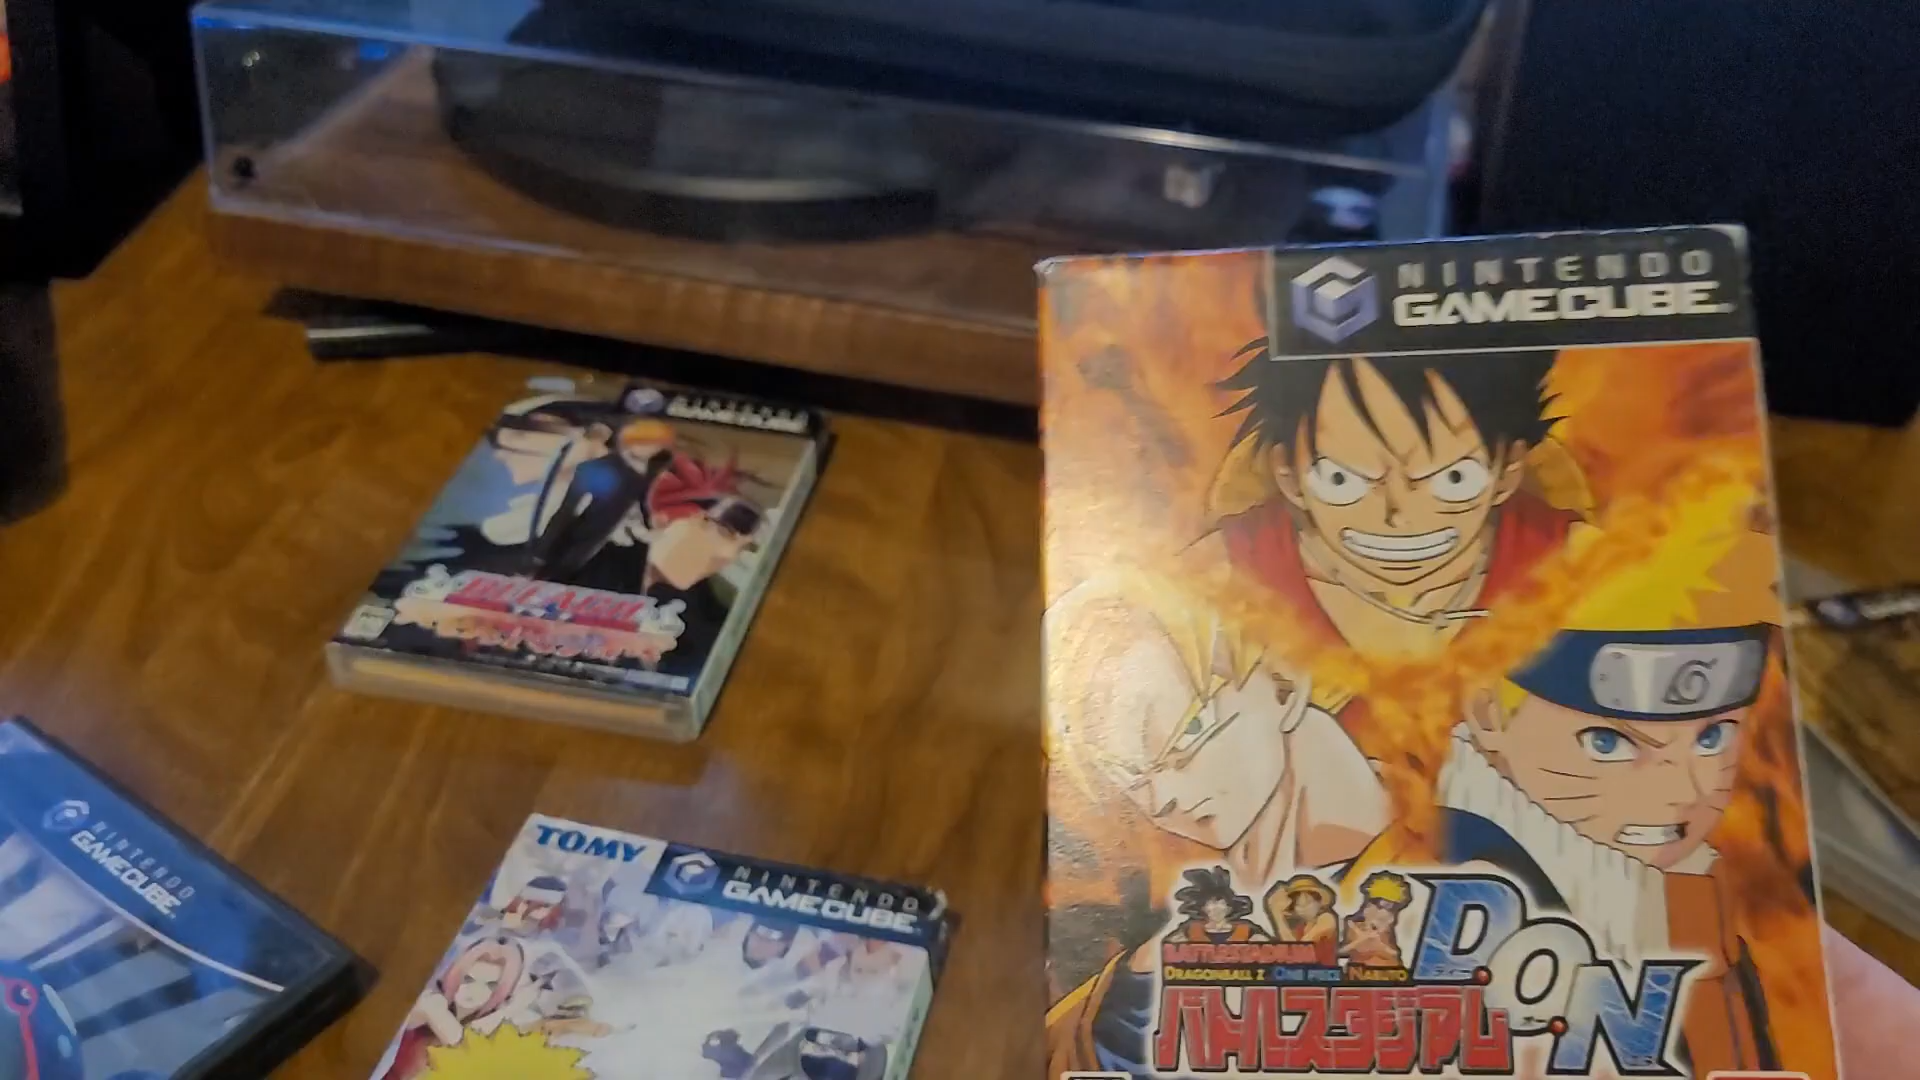 NINTENDO
GAMECUBE
BATTLE STADIUM
DRAGONBALL Z ONE PIECE NARUTO
D.O.N
バトルスタジアム
NINTENDO
GAMECUBE
BLEACH
TOMY
NINTENDO
GAMECUBE
NINTENDO
GAMECUBE